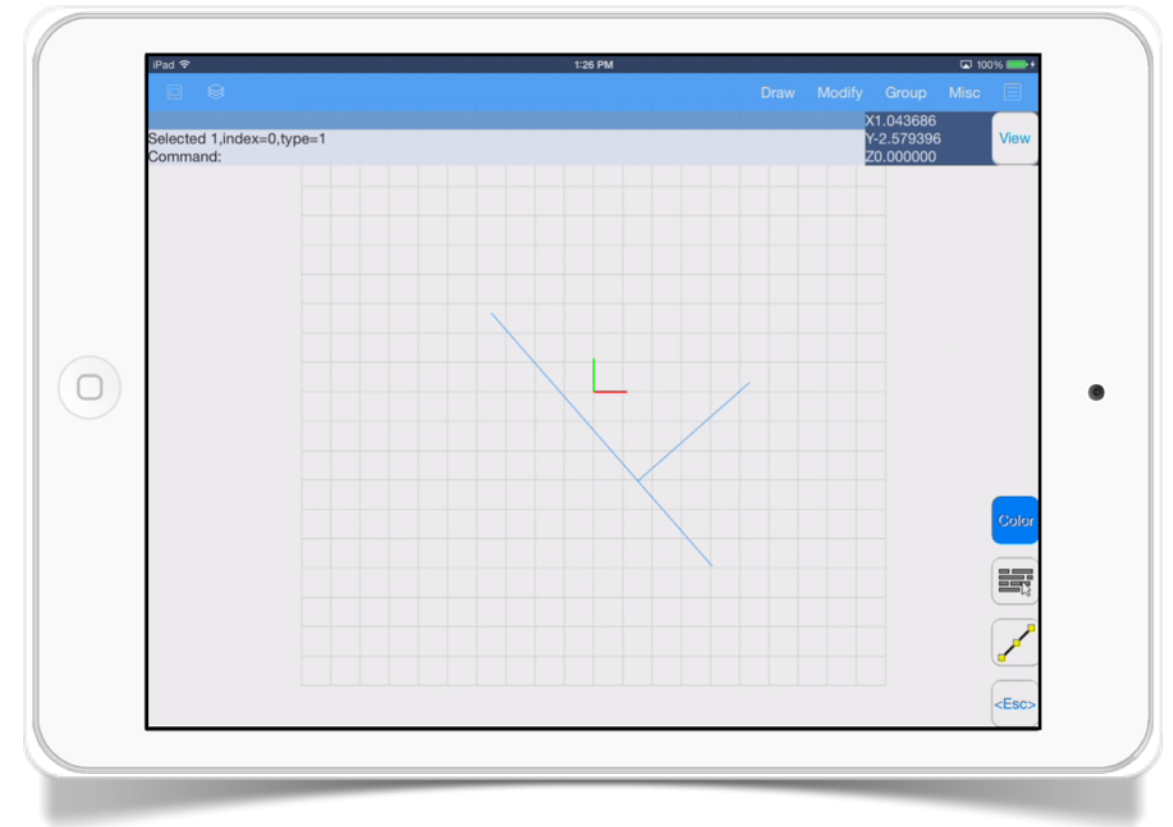 iPad 1:26 PM 100%
Draw Modify Group Misc
X1.043686
Selected 1,index=0,type=1 Y-2.579396 View
Command: Z0.000000
Color
<Esc>